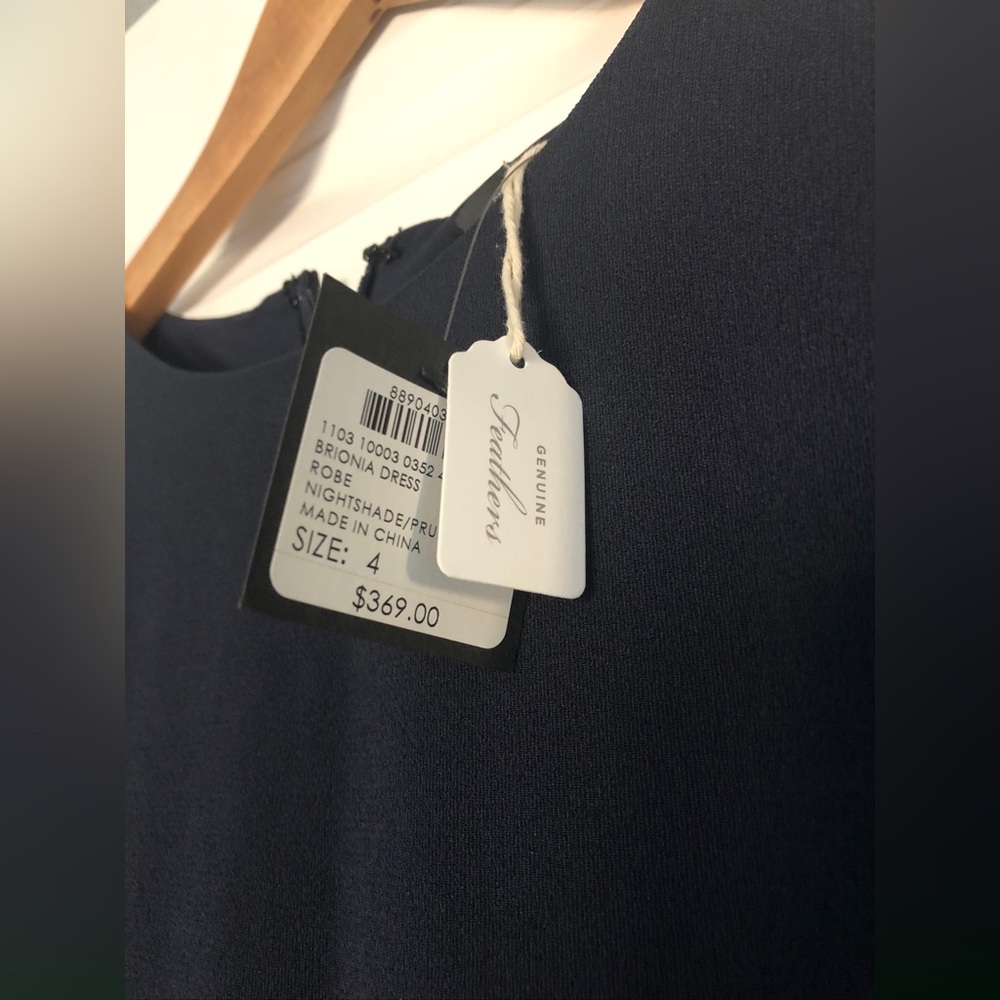 8890403
1103 10003 0352 4
BRIONIA DRESS
ROBE
NIGHTSHADE/PRU
MADE IN CHINA
SIZE: 4
$369.00
GENUINE
Feathers